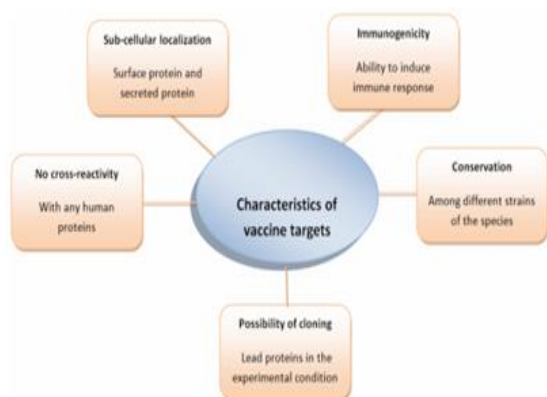 Sub-cellular localization
Surface protein and
secreted protein
Immunogenicity
Ability to induce
immune response
No cross-reactivity
With any human
proteins
Characteristics of
vaccine targets
Conservation
Among different strains
of the species
Possibility of cloning
Lead proteins in the
experimental condition